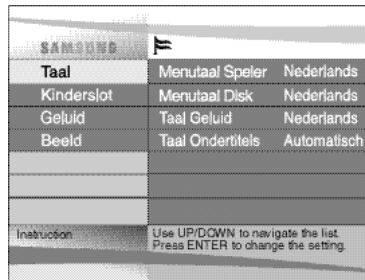 SAMSUNG
Taal Menutaal Speler Nederlands
Kinderslot Menutaal Disk Nederlands
Geluid Taal Geluid Nederlands
Beeld Taal Ondertitels Automatisch
Instruction Use UP/DOWN to navigate the list.
Press ENTER to change the setting.